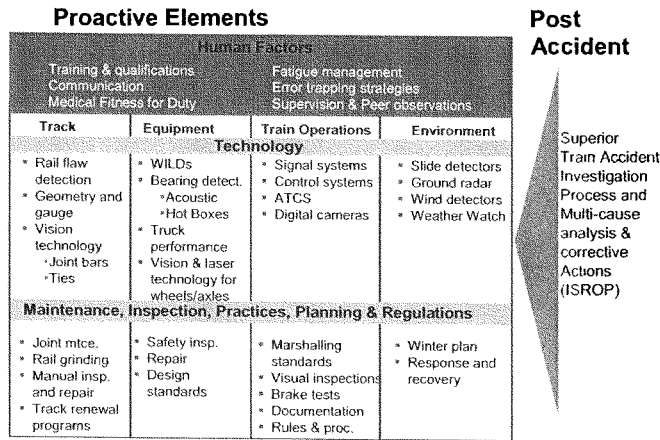 Proactive Elements
Post
Accident
Human Factors
Training & qualifications
Communication
Medical Fitness for Duty
Fatigue management
Error trapping strategies
Supervision & Peer observations
Track
Equipment
Train Operations
Environment
Technology
* Rail flaw
detection
* Geometry and
gauge
* Vision
technology
*Joint bars
*Ties
* WILDs
* Bearing detect.
*Acoustic
*Hot Boxes
* Truck
performance
* Vision & laser
technology for
wheels/axles
* Signal systems
* Control systems
* ATCS
* Digital cameras
* Slide detectors
* Ground radar
* Wind detectors
* Weather Watch
Maintenance, Inspection, Practices, Planning & Regulations
* Joint mtce.
* Rail grinding
* Manual insp.
and repair
* Track renewal
programs
* Safety insp.
* Repair
* Design
standards
* Marshalling
standards
* Visual inspections
* Brake tests
* Documentation
* Rules & proc.
* Winter plan
* Response and
recovery
Superior
Train Accident
Investigation
Process and
Multi-cause
analysis &
corrective
Actions
(ISROP)